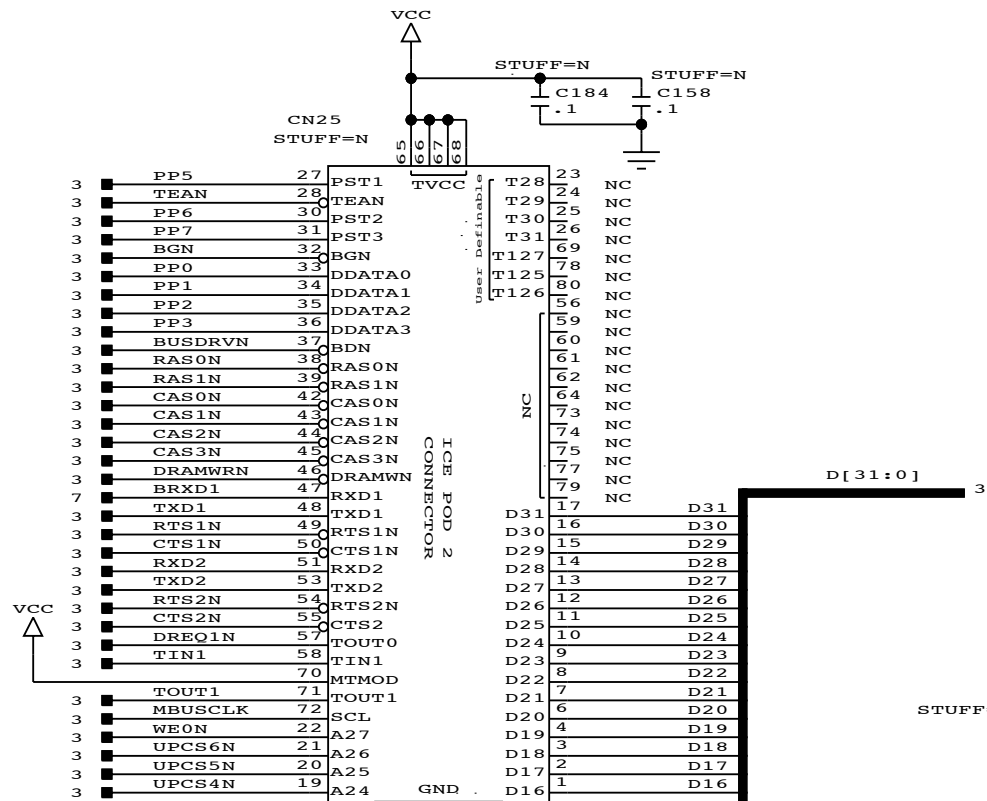 VCC
STUFF=N STUFF=N
C184 C158
.1 .1
CN25
STUFF=N
65 66 67 68
TVCC
3 PP5 27 PST1
3 TEAN 28 TEAN
3 PP6 30 PST2
3 PP7 31 PST3
3 BGN 32 BGN
3 PP0 33 DDATA0
3 PP1 34 DDATA1
3 PP2 35 DDATA2
3 PP3 36 DDATA3
3 BUSDRVN 37 BDN
3 RAS0N 38 RAS0N
3 RAS1N 39 RAS1N
3 CAS0N 42 CAS0N
3 CAS1N 43 CAS1N
3 CAS2N 44 CAS2N
3 CAS3N 45 CAS3N
3 DRAMWRN 46 DRAMWN
7 BRXD1 47 RXD1
3 TXD1 48 TXD1
3 RTS1N 49 RTS1N
3 CTS1N 50 CTS1N
3 RXD2 51 RXD2
3 TXD2 53 TXD2
3 RTS2N 54 RTS2N
3 CTS2N 55 CTS2
3 DREQ1N 57 TOUT0
3 TIN1 58 TIN1
VCC
70 MTMOD
3 TOUT1 71 TOUT1
3 MBUSCLK 72 SCL
3 WE0N 22 A27
3 UPCS6N 21 A26
3 UPCS5N 20 A25
3 UPCS4N 19 A24
ICE POD 2
CONNECTOR
GND
User Definable
T28 23 NC
T29 24 NC
T30 25 NC
T31 26 NC
T127 69 NC
T125 78 NC
T126 80 NC
NC
56 NC
59 NC
60 NC
61 NC
62 NC
64 NC
73 NC
74 NC
75 NC
77 NC
79 NC
D31 17 D31
D30 16 D30
D29 15 D29
D28 14 D28
D27 13 D27
D26 12 D26
D25 11 D25
D24 10 D24
D23 9 D23
D22 8 D22
D21 7 D21
D20 6 D20
D19 4 D19
D18 3 D18
D17 2 D17
D16 1 D16
D[31:0] 3
STUFF